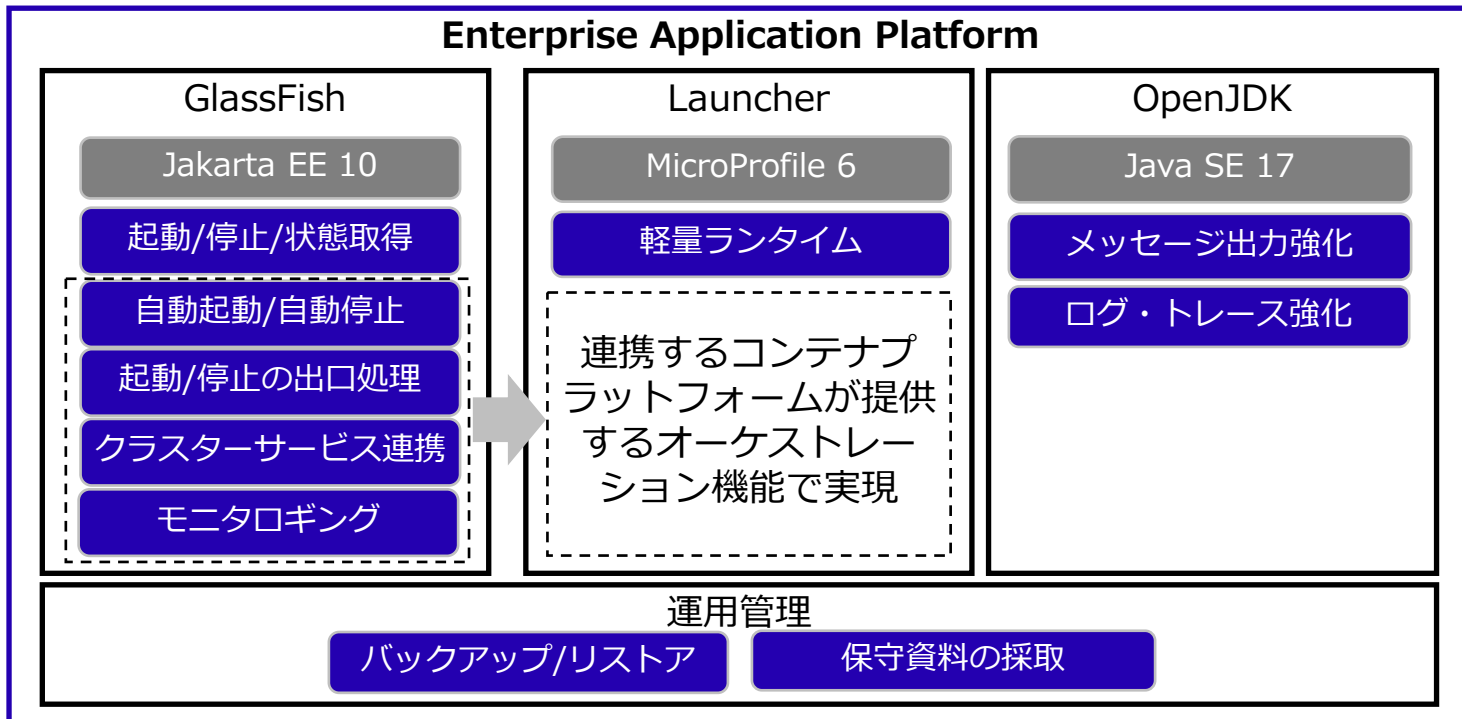 Enterprise Application Platform
GlassFish
Jakarta EE 10
起動/停止/状態取得
自動起動/自動停止
起動/停止の出口処理
クラスターサービス連携
モニタロギング
Launcher
MicroProfile 6
軽量ランタイム
連携するコンテナプ
ラットフォームが提供
するオーケストレー
ション機能で実現
OpenJDK
Java SE 17
メッセージ出力強化
ログ・トレース強化
運用管理
バックアップ/リストア
保守資料の採取